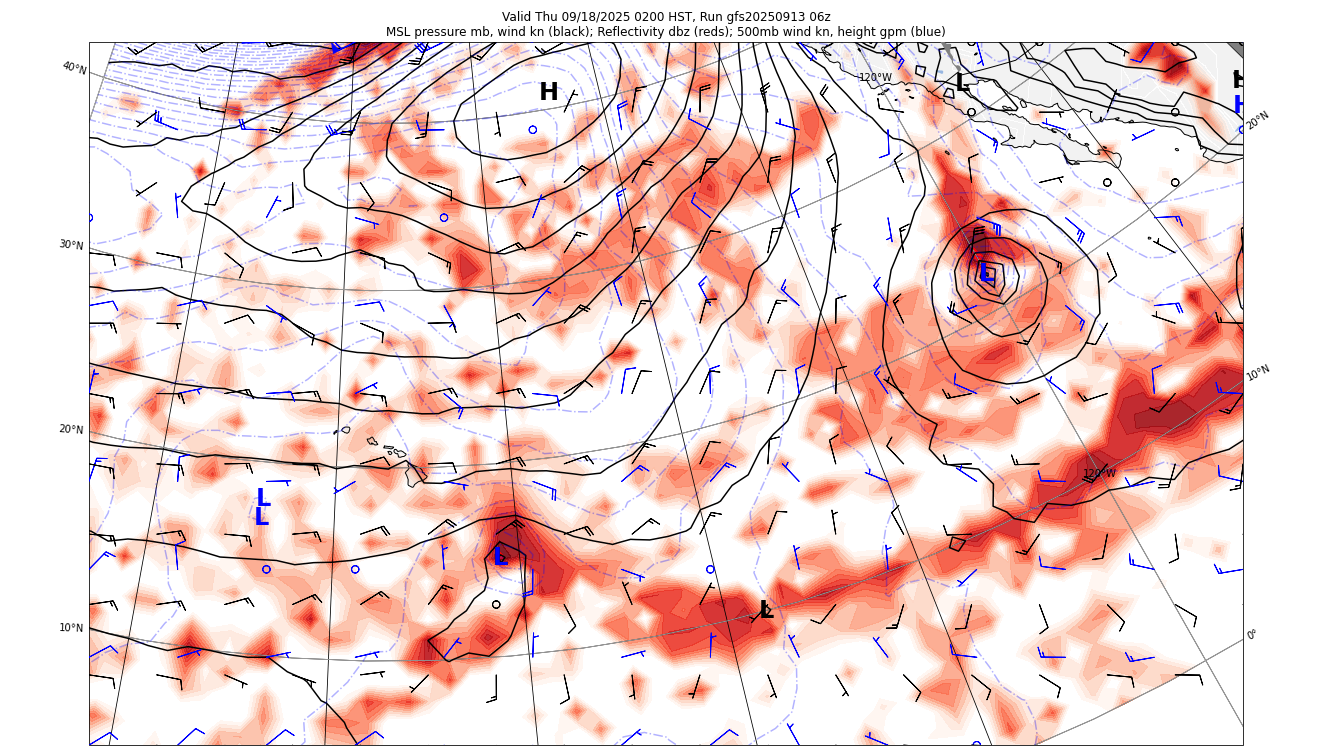 Valid Thu 09/18/2025 0200 HST, Run gfs20250913 06z
MSL pressure mb, wind kn (black); Reflectivity dbz (reds); 500mb wind kn, height gpm (blue)
40°N
120°W
H
L
H
H
20°N
30°N
L
10°N
20°N
120°W
L
L
L
L
10°N
0°